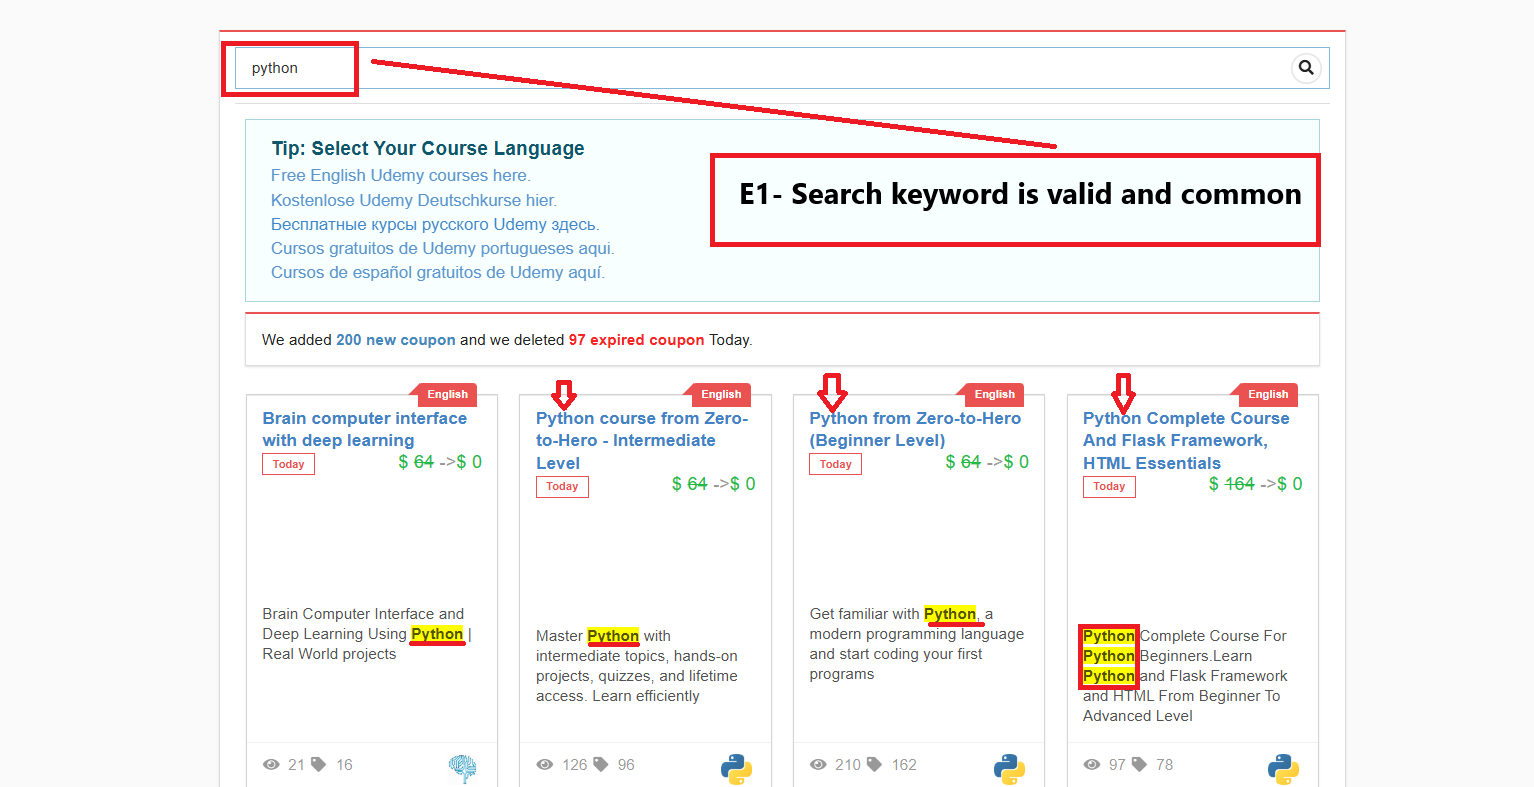 python
E1- Search keyword is valid and common
Tip: Select Your Course Language
Free English Udemy courses here.
Kostenlose Udemy Deutschkurse hier.
Бесплатные курсы русского Udemy здесь.
Cursos gratuitos de Udemy portugueses aqui.
Cursos de español gratuitos de Udemy aquí.
We added 200 new coupon and we deleted 97 expired coupon Today.
English
Brain computer interface
with deep learning
Today
$ 64 ->$ 0
Brain Computer Interface and
Deep Learning Using Python |
Real World projects
21 16
English
Python course from Zero-
to-Hero - Intermediate
Level
Today
$ 64 ->$ 0
Master Python with
intermediate topics, hands-on
projects, quizzes, and lifetime
access. Learn efficiently
126 96
English
Python from Zero-to-Hero
(Beginner Level)
Today
$ 64 ->$ 0
Get familiar with Python, a
modern programming language
and start coding your first
programs
210 162
English
Python Complete Course
And Flask Framework,
HTML Essentials
Today
$ 164 ->$ 0
Python Complete Course For
Python Beginners.Learn
Python and Flask Framework
and HTML From Beginner To
Advanced Level
97 78